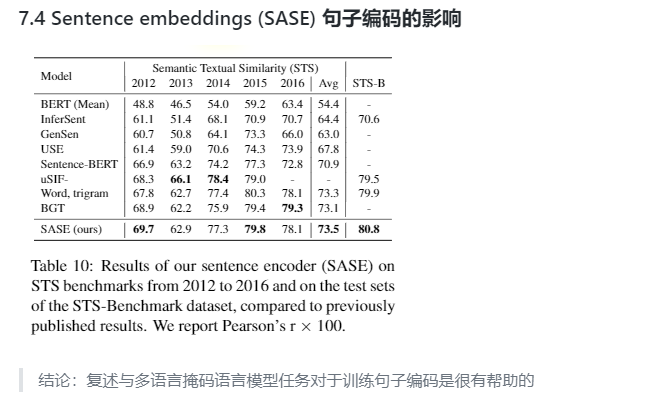 7.4 Sentence embeddings (SASE) 句子编码的影响
Model Semantic Textual Similarity (STS)
2012 2013 2014 2015 2016 Avg STS-B
BERT (Mean) 48.8 46.5 54.0 59.2 63.4 54.4 -
InferSent 61.1 51.4 68.1 70.9 70.7 64.4 70.6
GenSen 60.7 50.8 64.1 73.3 66.0 63.0 -
USE 61.4 59.0 70.6 74.3 73.9 67.8 -
Sentence-BERT 66.9 63.2 74.2 77.3 72.8 70.9 -
uSIF- 68.3 66.1 78.4 79.0 - - 79.5
Word, trigram 67.8 62.7 77.4 80.3 78.1 73.3 79.9
BGT 68.9 62.2 75.9 79.4 79.3 73.1 -
SASE (ours) 69.7 62.9 77.3 79.8 78.1 73.5 80.8
Table 10: Results of our sentence encoder (SASE) on
STS benchmarks from 2012 to 2016 and on the test sets
of the STS-Benchmark dataset, compared to previously
published results. We report Pearson's r × 100.
结论：复述与多语言掩码语言模型任务对于训练句子编码是很有帮助的